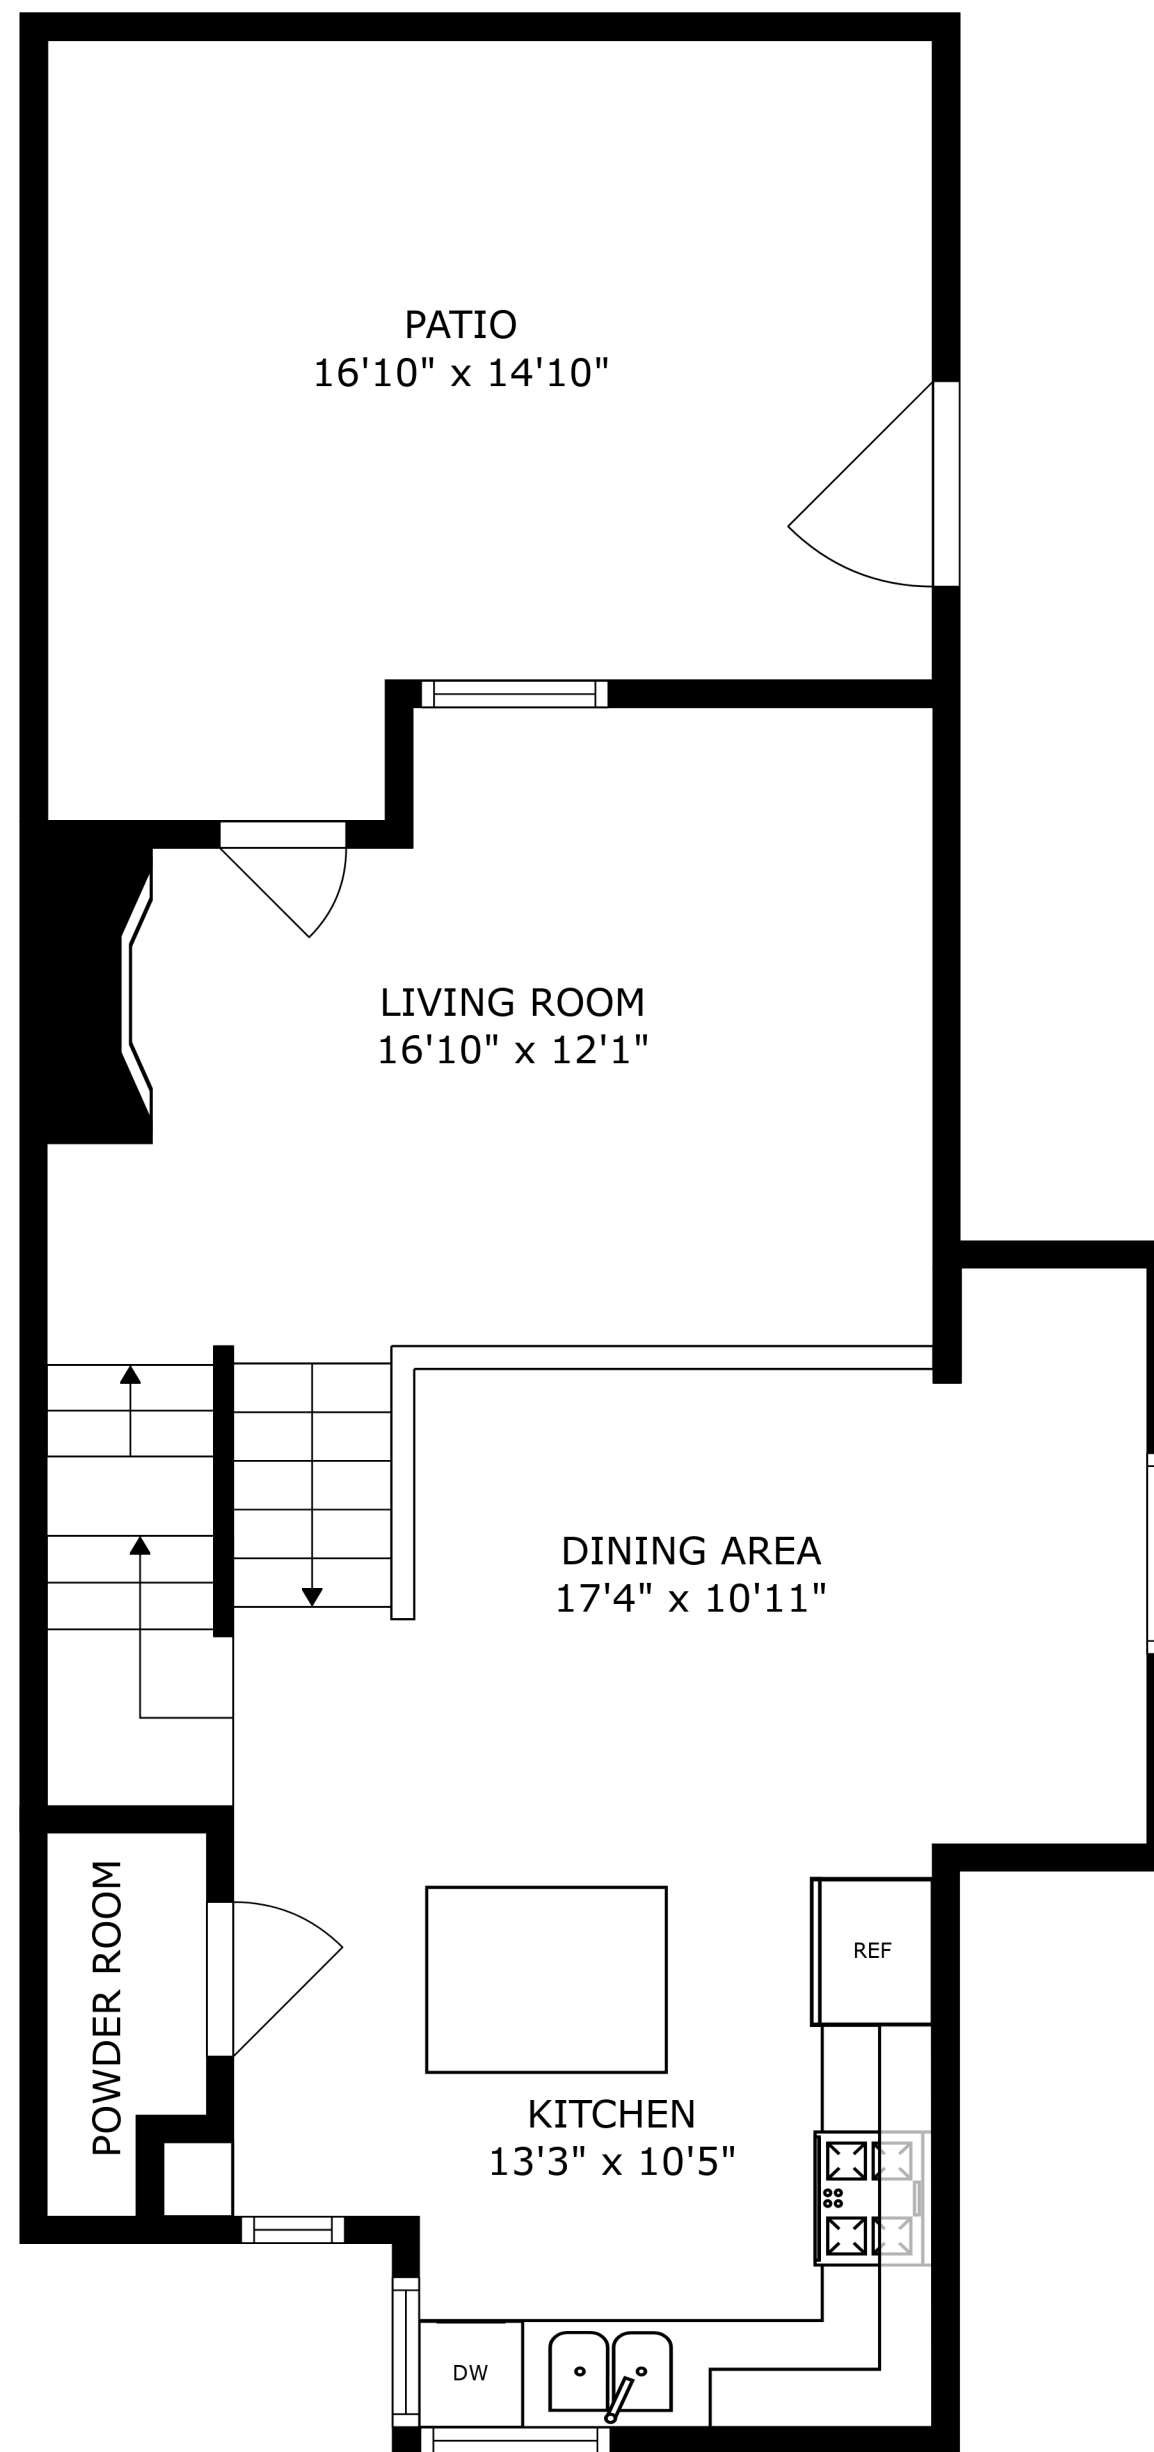 PATIO
16'10" x 14'10"
LIVING ROOM
16'10" x 12'1"
DINING AREA
17'4" x 10'11"
POWDER ROOM
REF
KITCHEN
13'3" x 10'5"
DW